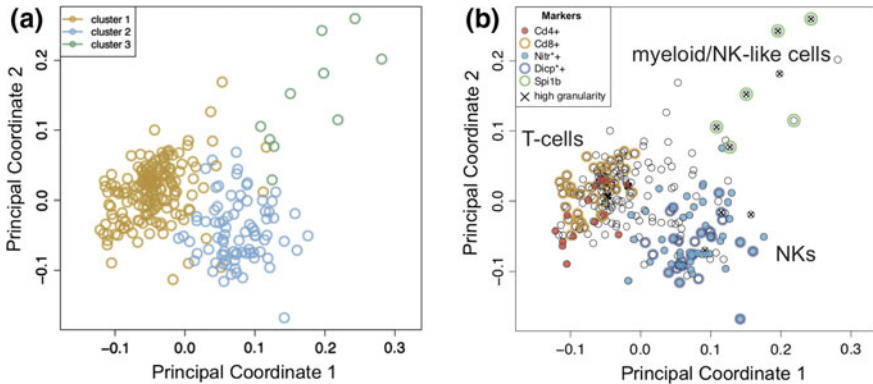 (a)
cluster 1
cluster 2
cluster 3
Principal Coordinate 2
0.2
0.1
0.0
−0.1
−0.1
0.0
0.1
0.2
0.3
Principal Coordinate 1
(b)
Markers
Cd4+
Cd8+
Nitr*+
Dicp*+
Spi1b
high granularity
myeloid/NK-like cells
T-cells
NKs
Principal Coordinate 2
0.2
0.1
0.0
−0.1
−0.1
0.0
0.1
0.2
0.3
Principal Coordinate 1